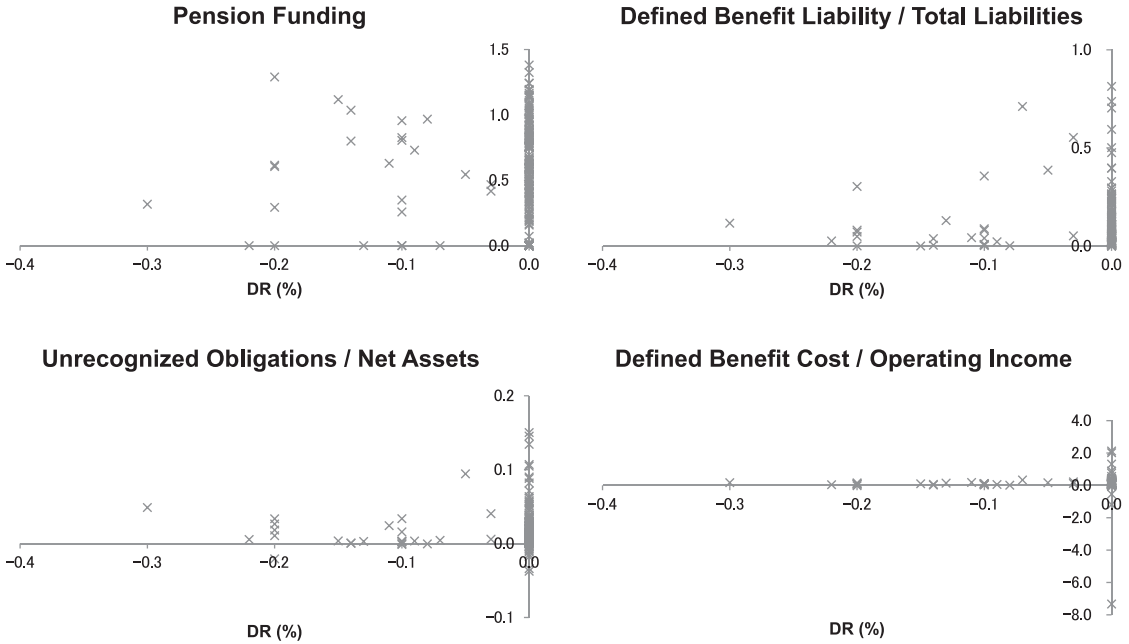 Pension Funding
1.5
1.0
0.5
0.0
−0.4 −0.3 −0.2 −0.1 0.0
DR (%)
Defined Benefit Liability / Total Liabilities
1.0
0.5
0.0
−0.4 −0.3 −0.2 −0.1 0.0
DR (%)
Unrecognized Obligations / Net Assets
0.2
0.1
0.0
−0.4 −0.3 −0.2 −0.1 0.0
−0.1
DR (%)
Defined Benefit Cost / Operating Income
4.0
2.0
0.0
−0.4 −0.3 −0.2 −0.1 0.0
−2.0
−4.0
−6.0
−8.0
DR (%)